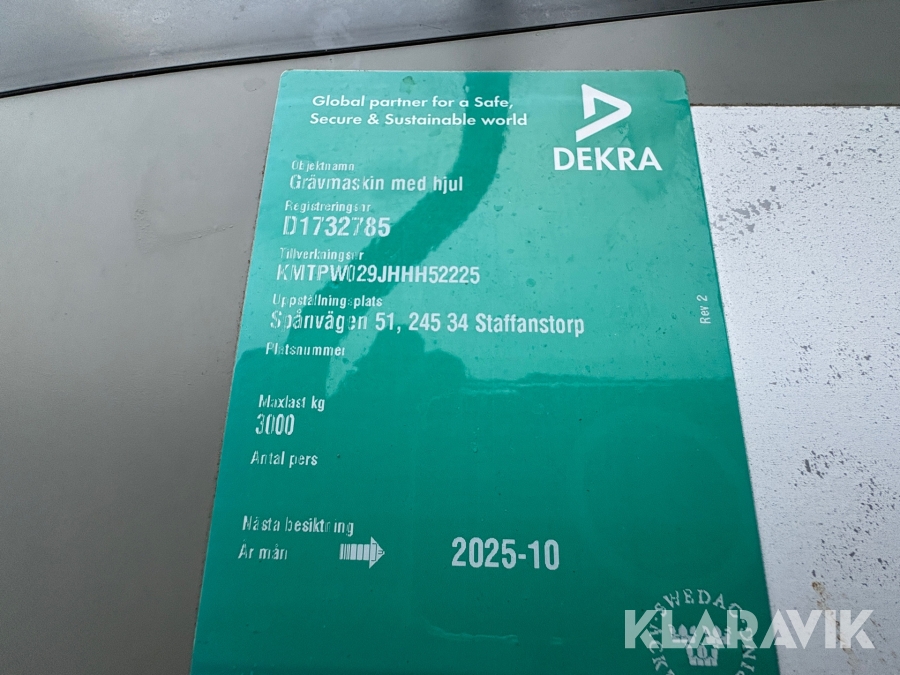 Global partner for a Safe,
Secure & Sustainable world
DEKRA
Objektnamn
Grävmaskin med hjul
Registreringsnr
D1732785
Tillverkningsnr
KMTPW029JHHH52225
Uppställningsplats
Spånvägen 51, 245 34 Staffanstorp
Platsnummer
Maxlast kg
3000
Antal pers
Nästa besiktning
År mån
2025-10
Rev 2
SWEDAC
KLARAVIK